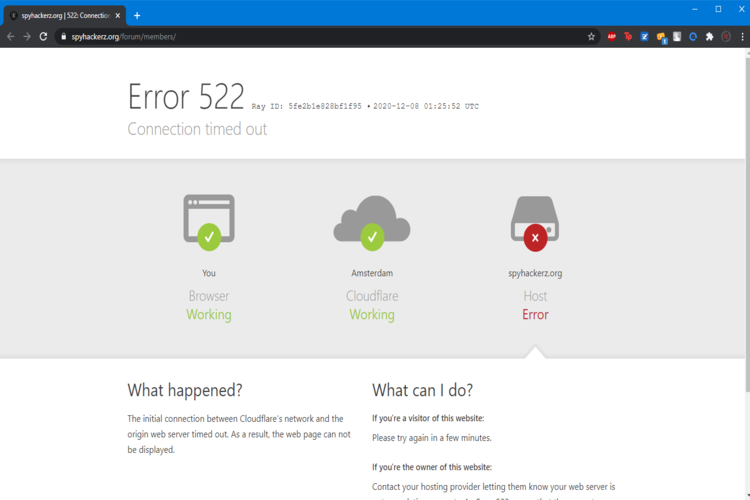 spyhackerz.org | 522: Connection
spyhackerz.org/forum/members/
ABP
Error 522 Ray ID: 5fe2b1e828bf1f95 • 2020-12-08 01:25:52 UTC
Connection timed out
You
Browser
Working
Amsterdam
Cloudflare
Working
spyhackerz.org
Host
Error
What happened?
The initial connection between Cloudflare's network and the
origin web server timed out. As a result, the web page can not
be displayed.
What can I do?
If you're a visitor of this website:
Please try again in a few minutes.
If you're the owner of this website:
Contact your hosting provider letting them know your web server is